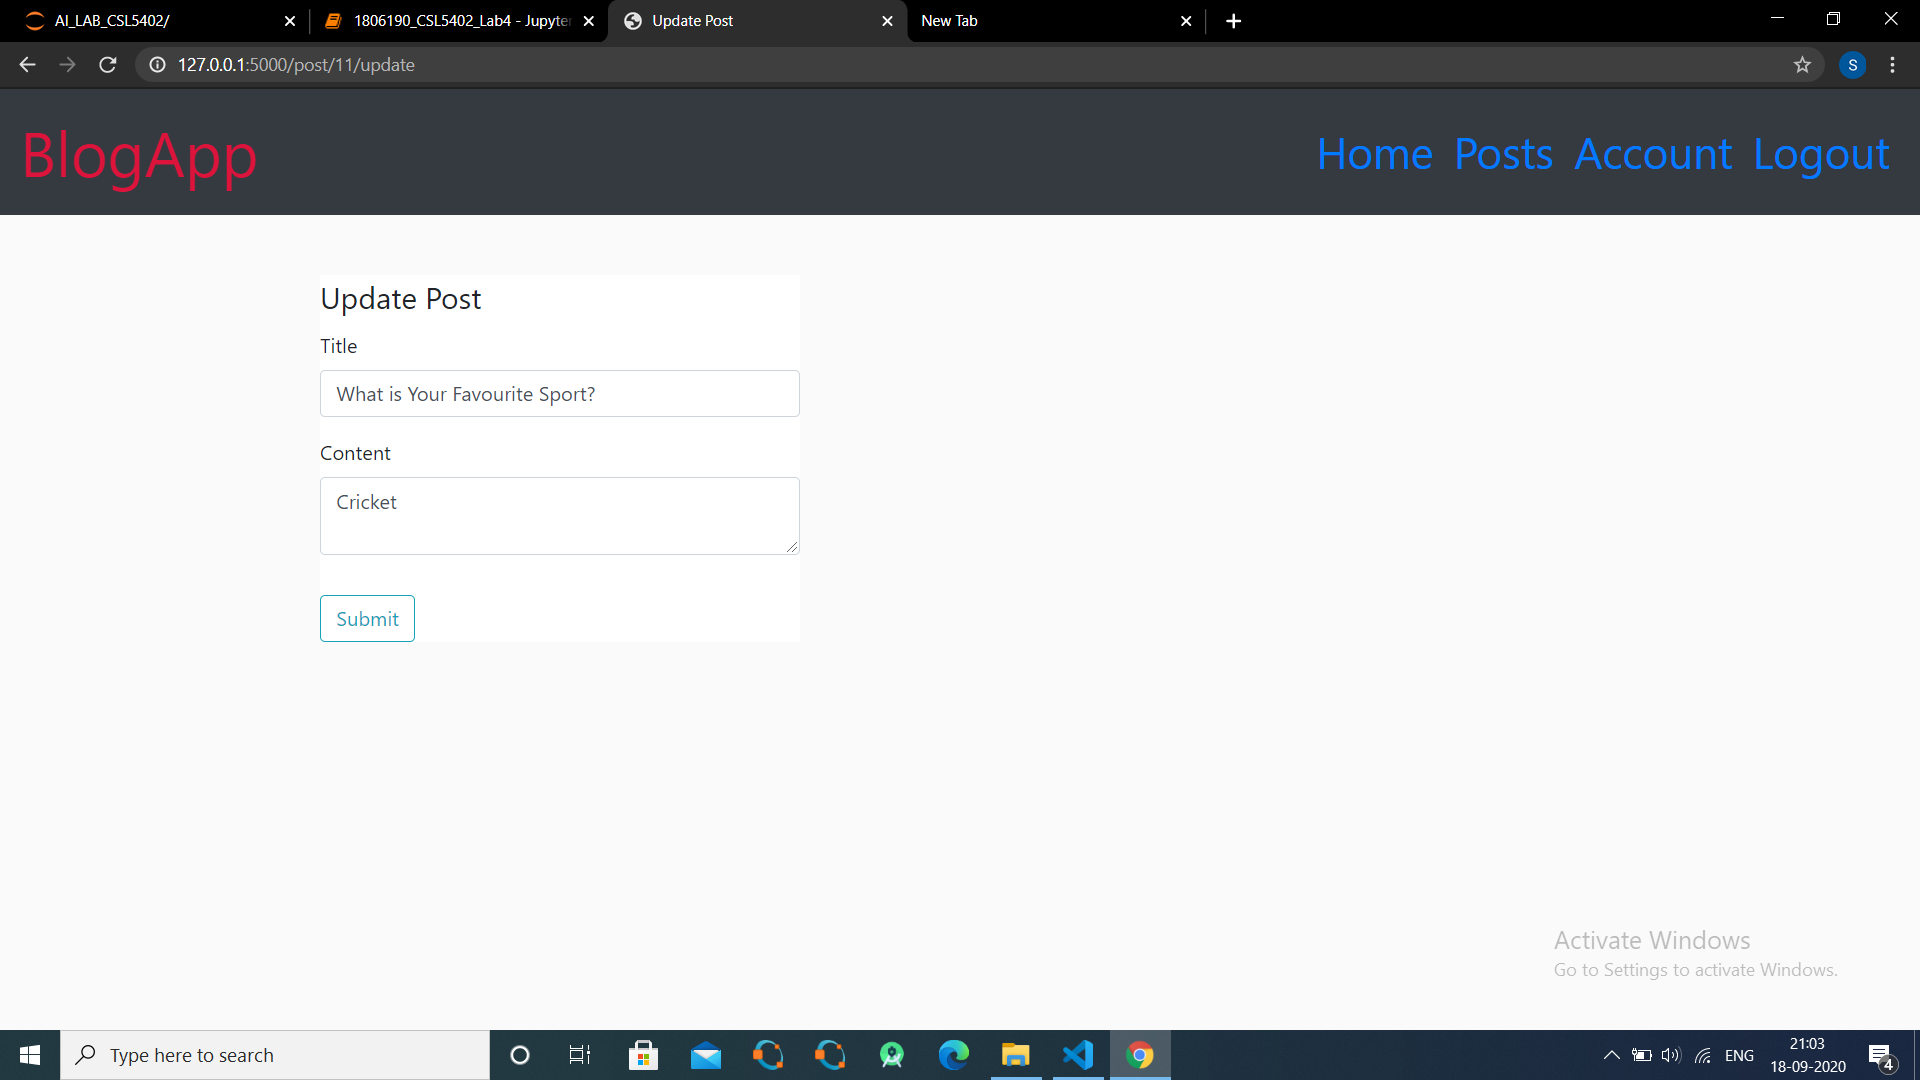 AI_LAB_CSL5402/
1806190_CSL5402_Lab4 - Jupyter
Update Post
New Tab
127.0.0.1:5000/post/11/update
S
BlogApp
Home Posts Account Logout
Update Post
Title
What is Your Favourite Sport?
Content
Cricket
Submit
Activate Windows
Go to Settings to activate Windows.
Type here to search
ENG
21:03
18-09-2020
4